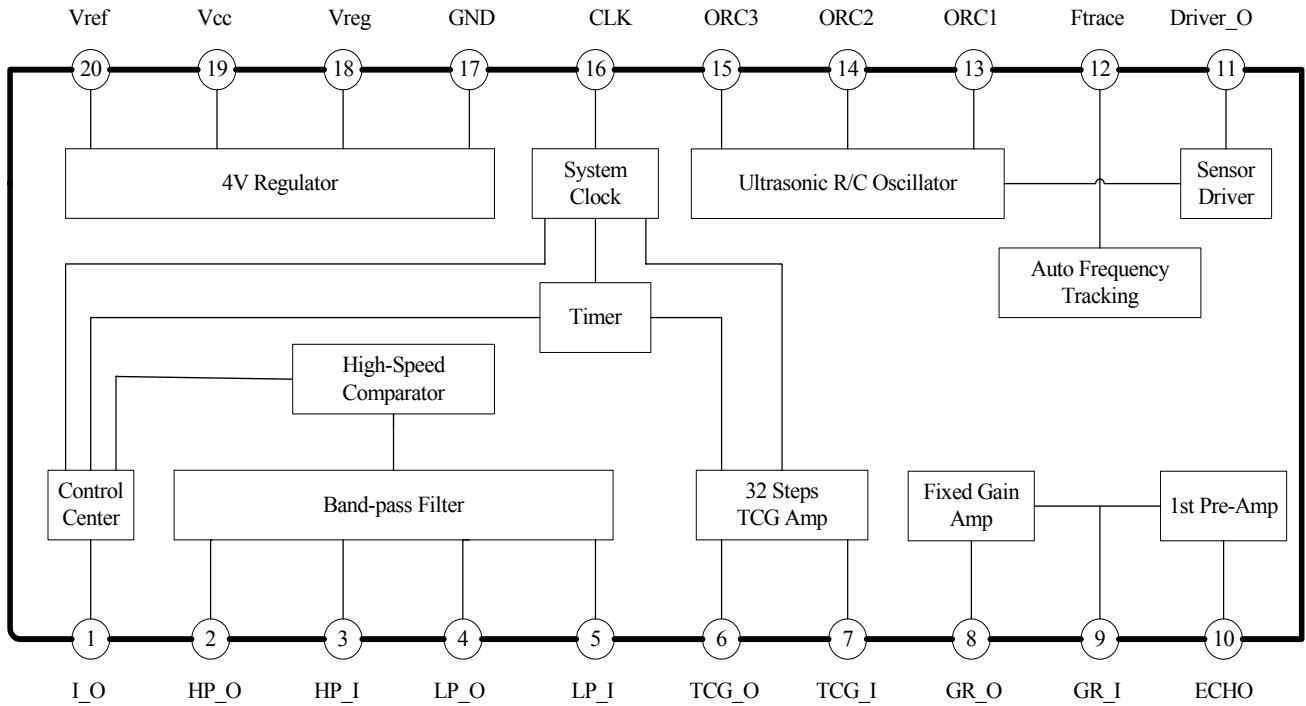 Vref Vcc Vreg GND CLK ORC3 ORC2 ORC1 Ftrace Driver_O
20 19 18 17 16 15 14 13 12 11
4V Regulator
System
Clock
Ultrasonic R/C Oscillator
Sensor
Driver
Auto Frequency
Tracking
Timer
High-Speed
Comparator
Control
Center
Band-pass Filter
32 Steps
TCG Amp
Fixed Gain
Amp
1st Pre-Amp
1 2 3 4 5 6 7 8 9 10
I_O HP_O HP_I LP_O LP_I TCG_O TCG_I GR_O GR_I ECHO